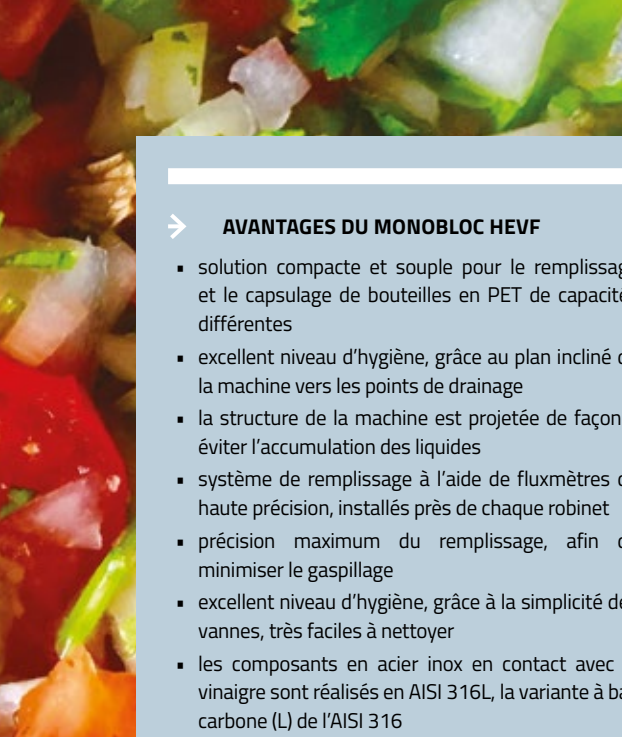 AVANTAGES DU MONOBLOC HEVF
▪ solution compacte et souple pour le remplissag
et le capsulage de bouteilles en PET de capacité
différentes
▪ excellent niveau d’hygiène, grâce au plan incliné d
la machine vers les points de drainage
▪ la structure de la machine est projetée de façon
éviter l’accumulation des liquides
▪ système de remplissage à l’aide de fluxmètres d
haute précision, installés près de chaque robinet
▪ précision maximum du remplissage, afin d
minimiser le gaspillage
▪ excellent niveau d’hygiène, grâce à la simplicité de
vannes, très faciles à nettoyer
▪ les composants en acier inox en contact avec
vinaigre sont réalisés en AISI 316L, la variante à ba
carbone (L) de l’AISI 316